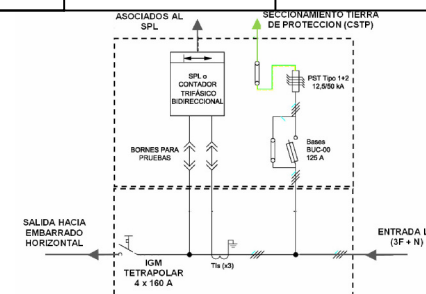 ASOCIADOS AL
SPL
SECCIONAMIENTO TIERRA
DE PROTECCION (CSTP)
SPL o
CONTADOR
TRIFÁSICO
BIDIRECCIONAL
PST Tipo 1+2
12,5/50 kA
BORNES PARA
PRUEBAS
Bases
BUC-00
125 A
SALIDA HACIA
EMBARRADO
HORIZONTAL
ENTRADA L
(3F + N)
IGM
TETRAPOLAR
4 x 160 A
TIs (x3)